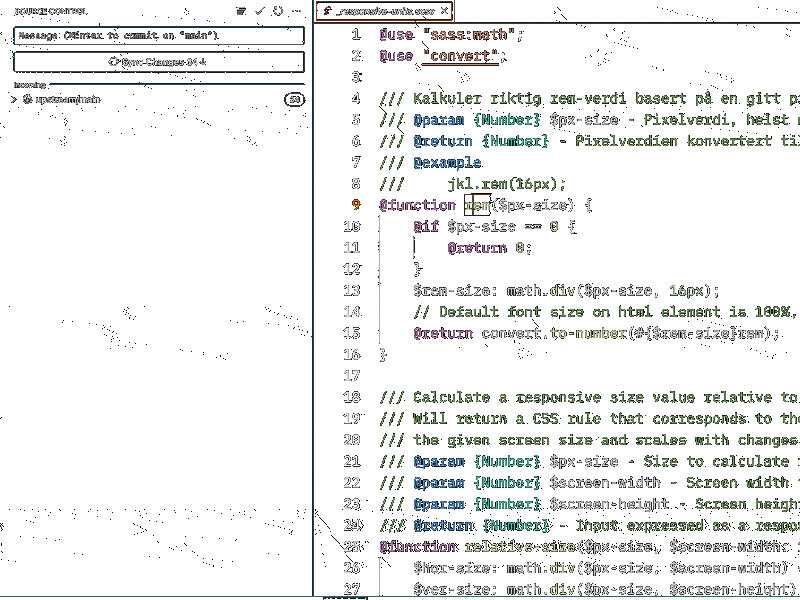 SOURCE CONTROL
Message (⌘Enter to commit on "main")
Sync Changes 34↓
Incoming
upstream/main
_responsive-units.scss
1 @use "sass:math";
2 @use "convert";
3
4 /// Kalkuler riktig rem-verdi basert på en gitt
5 /// @param {Number} $px-size - Pixelverdi, helst
6 /// @return {Number} - Pixelverdien konvertert
7 /// @example
8 /// jkl.rem(16px);
9 @function rem($px-size) {
10 @if $px-size == 0 {
11 @return 0;
12 }
13 $rem-size: math.div($px-size, 16px);
14 // Default font size on html element is 100%,
15 @return convert.to-number(#{$rem-size}rem);
16 }
17
18 /// Calculate a responsive size value relative to
19 /// Will return a CSS rule that corresponds to
20 /// the given screen size and scales with changes
21 /// @param {Number} $px-size - Size to calculate
22 /// @param {Number} $screen-width - Screen width
23 /// @param {Number} $screen-height - Screen
24 /// @return {Number} - Input expressed as a
25 @function relative-size($px-size, $screen-width:
26 $hor-size: math.div($px-size, $screen-width)
27 $ver-size: math.div($px-size, $screen-height)